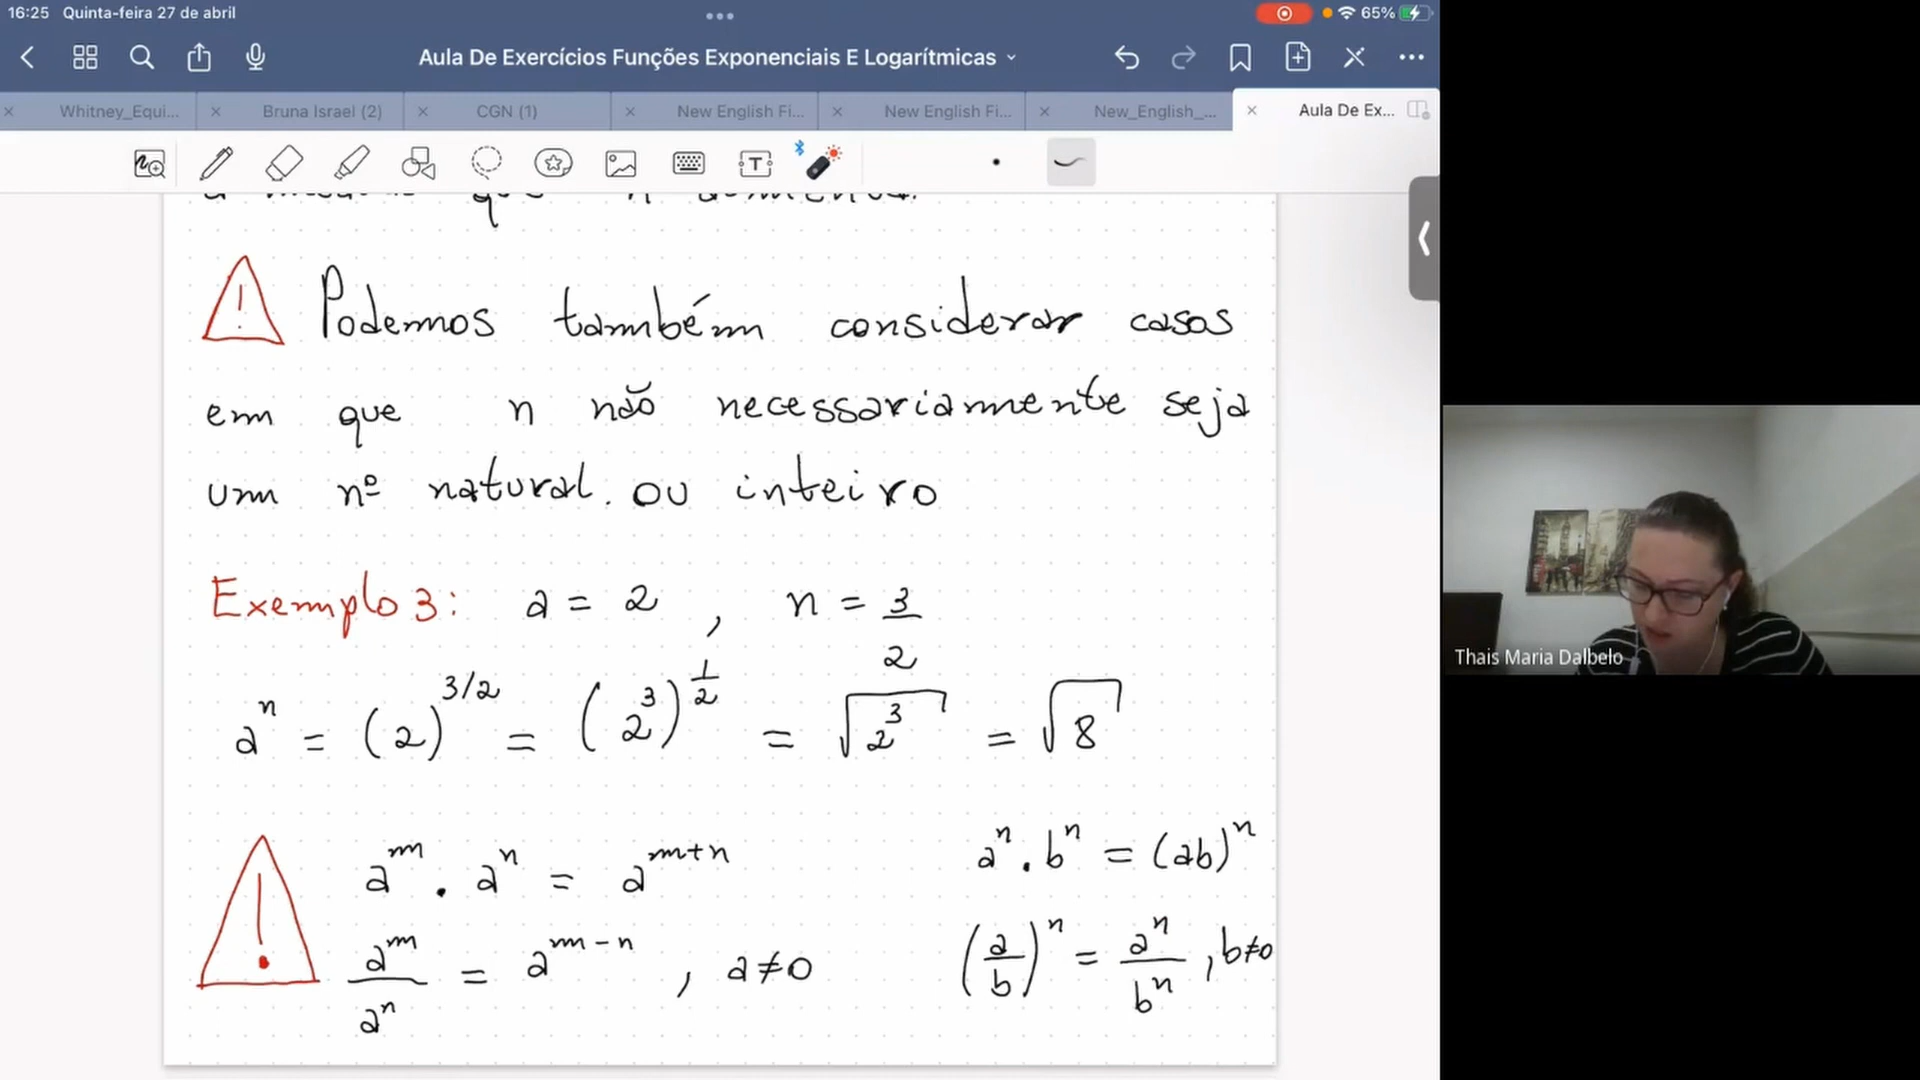 16:25 Quinta-feira 27 de abril
65%
Aula De Exercícios Funções Exponenciais E Logarítmicas
Whitney_Equi...
Bruna Israel (2)
CGN (1)
New English Fi...
New English Fi...
New_English_...
Aula De Ex...
que n aumenta.
! Podemos também considerar casos
em que n não necessariamente seja
um nº natural. ou inteiro
Exemplo 3: a = 2 , n = 3/2
a^n = (2)^{3/2} = (2^3)^{1/2} = √2^3 = √8
! a^m . a^n = a^{m+n}
a^m/a^n = a^{m-n} , a≠0
a^n . b^n = (ab)^n
(a/b)^n = a^n/b^n , b≠0
Thais Maria Dalbelo